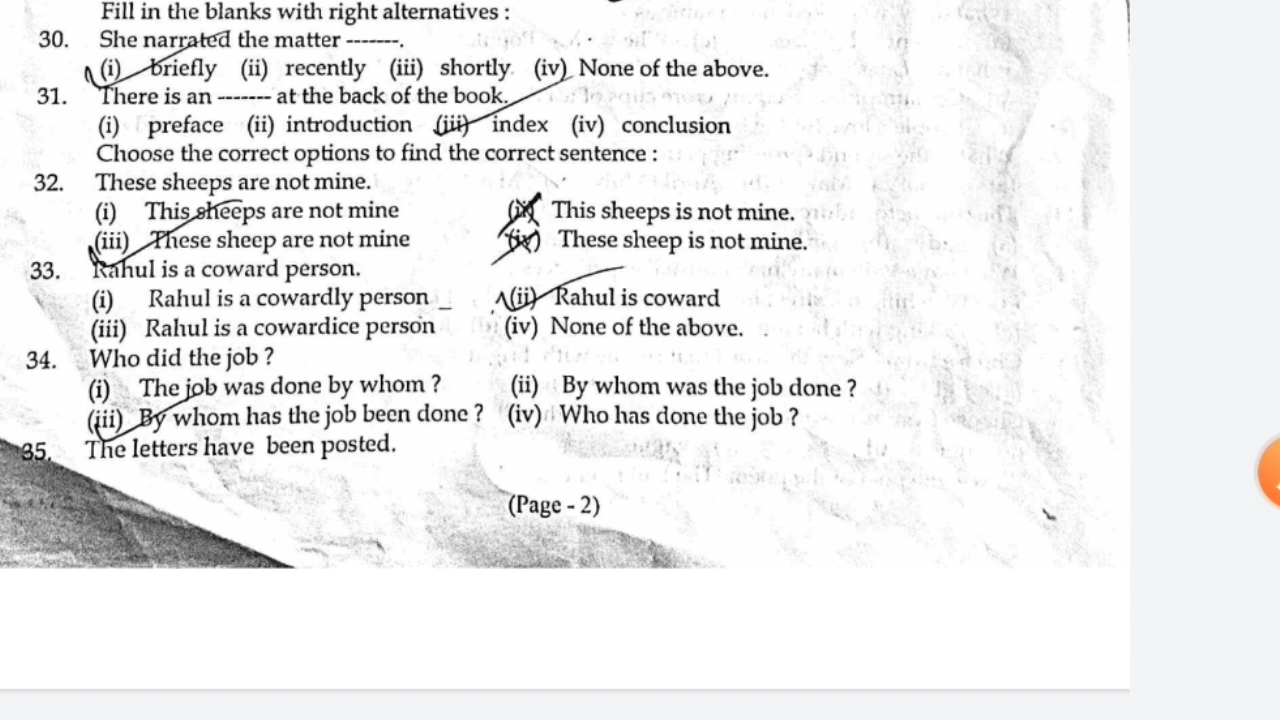 Fill in the blanks with right alternatives :
30. She narrated the matter -------.
(i) briefly (ii) recently (iii) shortly (iv) None of the above.
31. There is an ------- at the back of the book.
(i) preface (ii) introduction (iii) index (iv) conclusion
Choose the correct options to find the correct sentence :
32. These sheeps are not mine.
(i) This sheeps are not mine (ii) This sheeps is not mine.
(iii) These sheep are not mine (iv) These sheep is not mine.
33. Rahul is a coward person.
(i) Rahul is a cowardly person (ii) Rahul is coward
(iii) Rahul is a cowardice person (iv) None of the above.
34. Who did the job ?
(i) The job was done by whom ? (ii) By whom was the job done ?
(iii) By whom has the job been done ? (iv) Who has done the job ?
35. The letters have been posted.
(Page - 2)